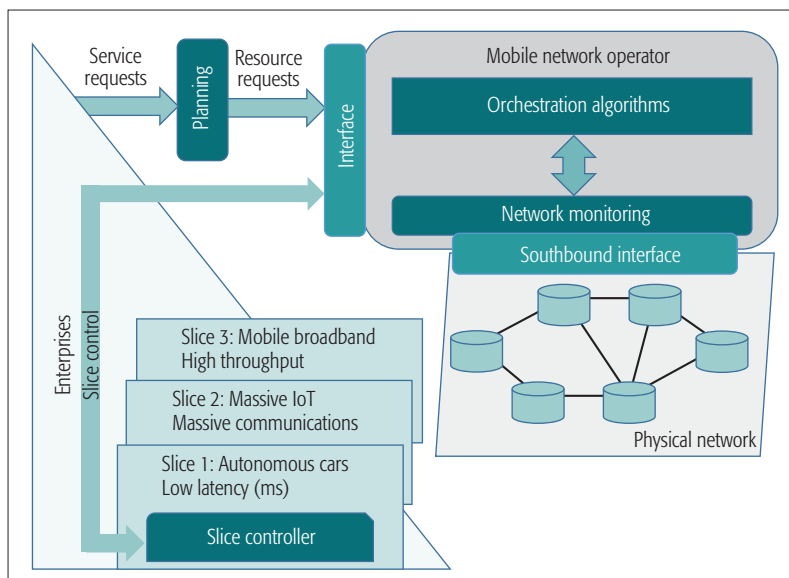 Service
requests
Planning
Resource
requests
Interface
Mobile network operator
Orchestration algorithms
Network monitoring
Southbound interface
Physical network
Enterprises
Slice control
Slice 3: Mobile broadband
High throughput
Slice 2: Massive IoT
Massive communications
Slice 1: Autonomous cars
Low latency (ms)
Slice controller